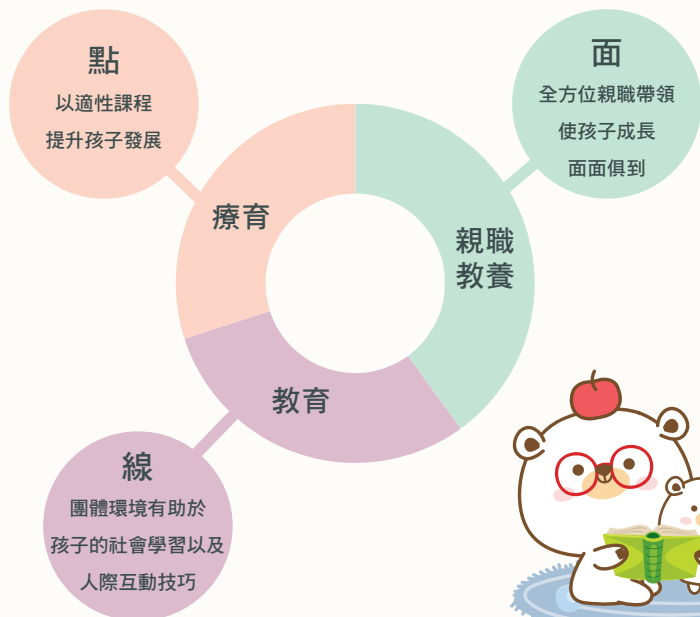 點
以適性課程
提升孩子發展
面
全方位親職帶領
使孩子成長
面面俱到
療育
親職
教養
教育
線
團體環境有助於
孩子的社會學習以及
人際互動技巧